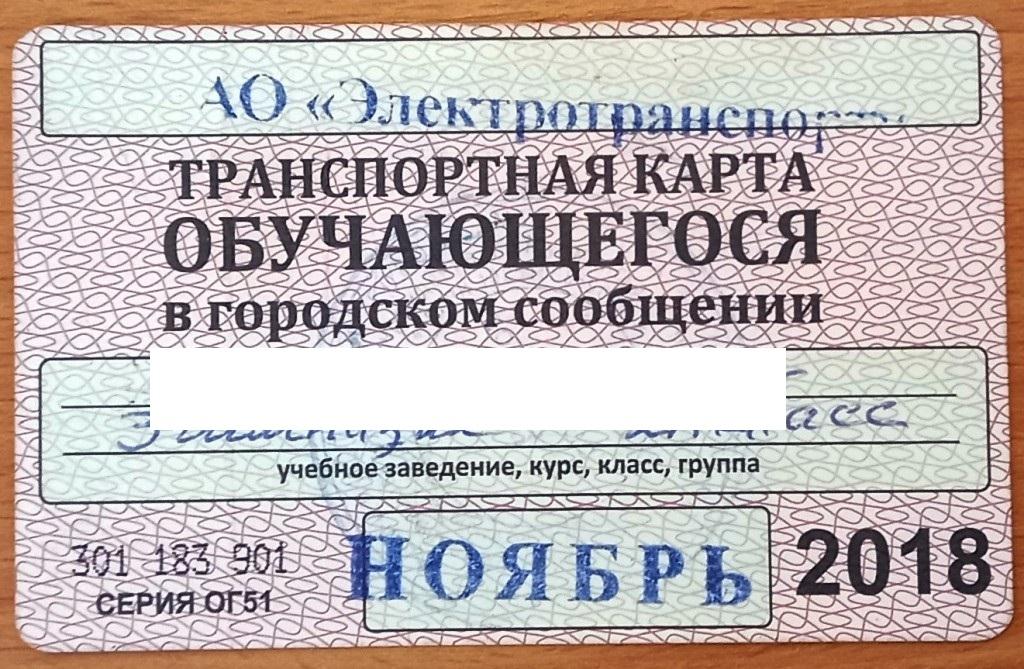 АО «Электротранспорт»
ТРАНСПОРТНАЯ КАРТА
ОБУЧАЮЩЕГОСЯ
в городском сообщении
класс
учебное заведение, курс, класс, группа
301 183 901
СЕРИЯ ОГ51
НОЯБРЬ 2018